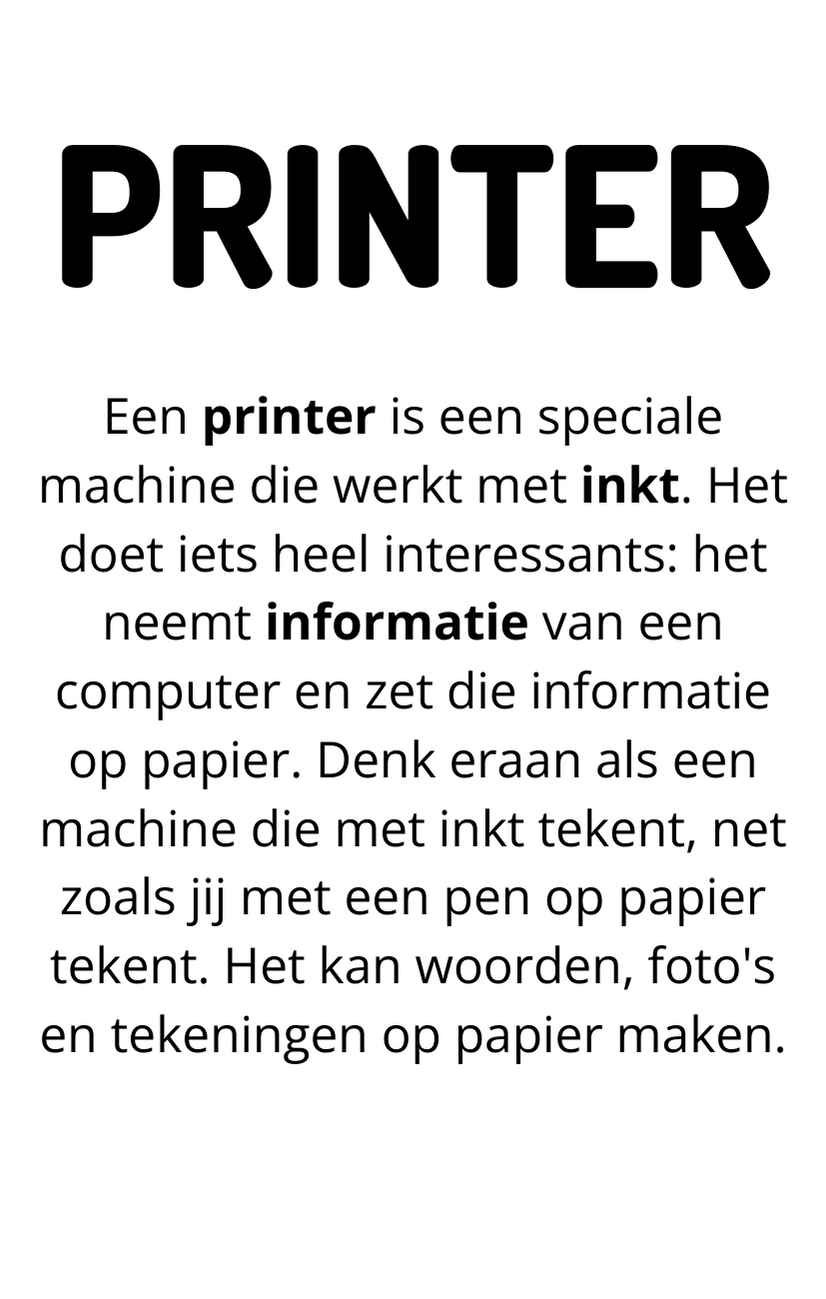 PRINTER
Een printer is een speciale
machine die werkt met inkt. Het
doet iets heel interessants: het
neemt informatie van een
computer en zet die informatie
op papier. Denk eraan als een
machine die met inkt tekent, net
zoals jij met een pen op papier
tekent. Het kan woorden, foto's
en tekeningen op papier maken.